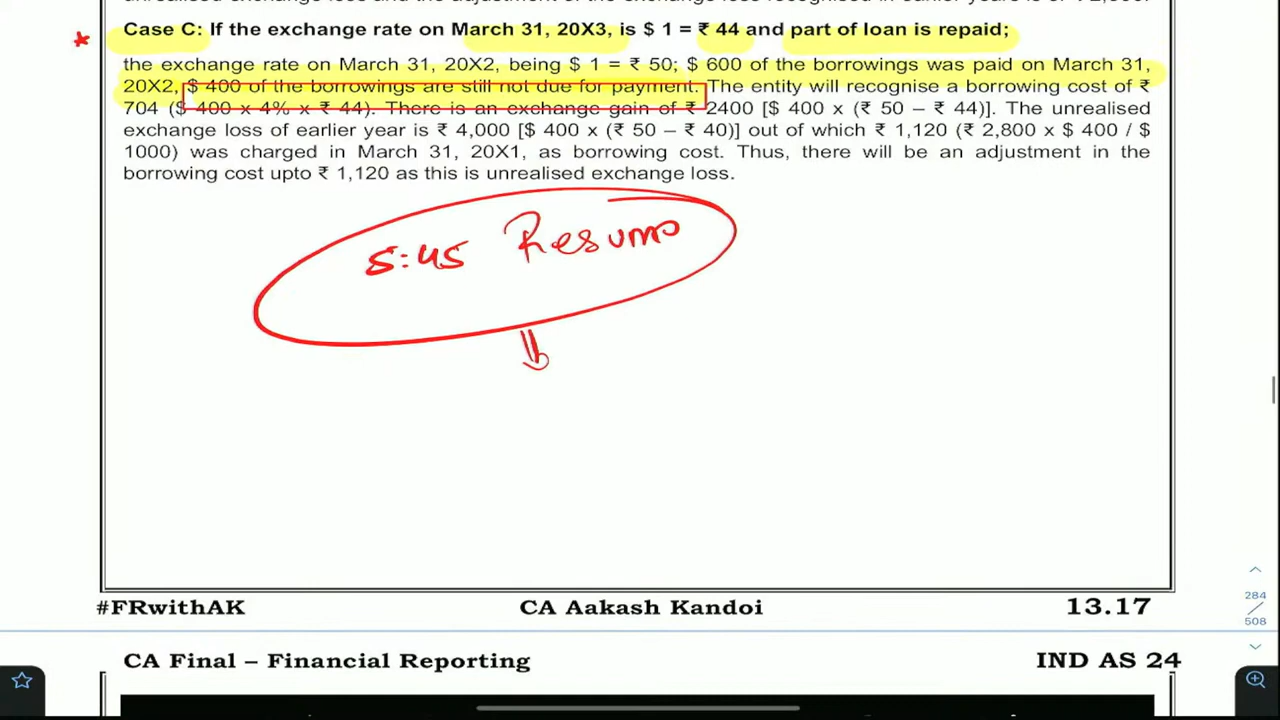 Case C: If the exchange rate on March 31, 20X3, is $ 1 = ₹ 44 and part of loan is repaid;
the exchange rate on March 31, 20X2, being $ 1 = ₹ 50; $ 600 of the borrowings was paid on March 31,
20X2, $ 400 of the borrowings are still not due for payment. The entity will recognise a borrowing cost of ₹
704 ($ 400 x 4% x ₹ 44). There is an exchange gain of ₹ 2400 [$ 400 x (₹ 50 – ₹ 44)]. The unrealised
exchange loss of earlier year is ₹ 4,000 [$ 400 x (₹ 50 – ₹ 40)] out of which ₹ 1,120 (₹ 2,800 x $ 400 / $
1000) was charged in March 31, 20X1, as borrowing cost. Thus, there will be an adjustment in the
borrowing cost upto ₹ 1,120 as this is unrealised exchange loss.
5:45 Resume
#FRwithAK CA Aakash Kandoi 13.17
284
508
CA Final – Financial Reporting IND AS 24